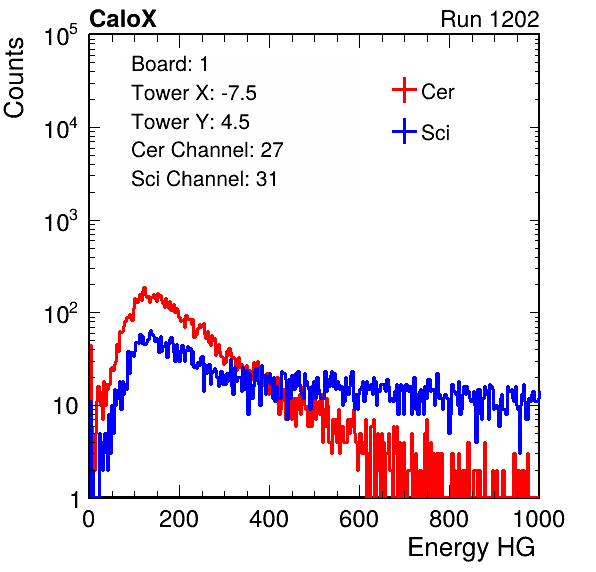 CaloX Run 1202
Counts
10^5
10^4
10^3
10^2
10
1
Board: 1
Tower X: -7.5
Tower Y: 4.5
Cer Channel: 27
Sci Channel: 31
Cer
Sci
0 200 400 600 800 1000
Energy HG